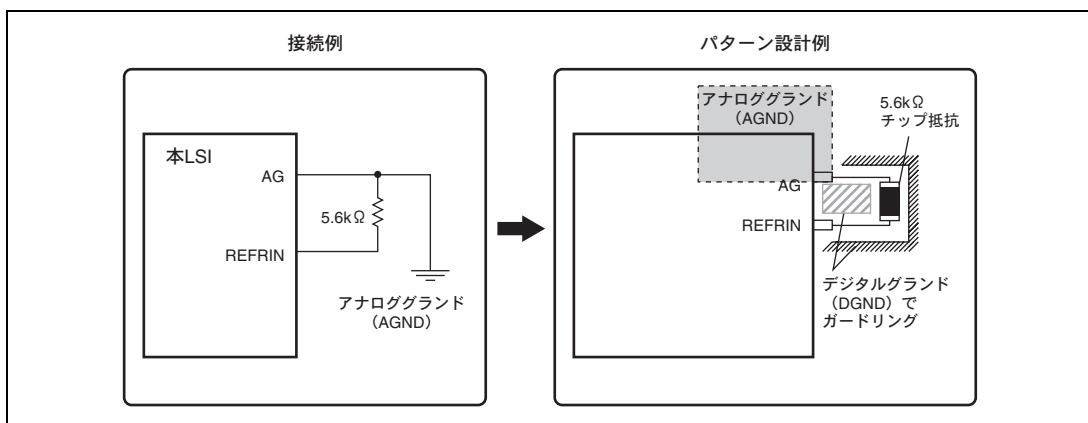 接続例
本LSI
AG
5.6kΩ
REFRIN
アナロググランド
（AGND）
パターン設計例
アナロググランド
（AGND）
5.6kΩ
チップ抵抗
AG
REFRIN
デジタルグランド
（DGND）で
ガードリング